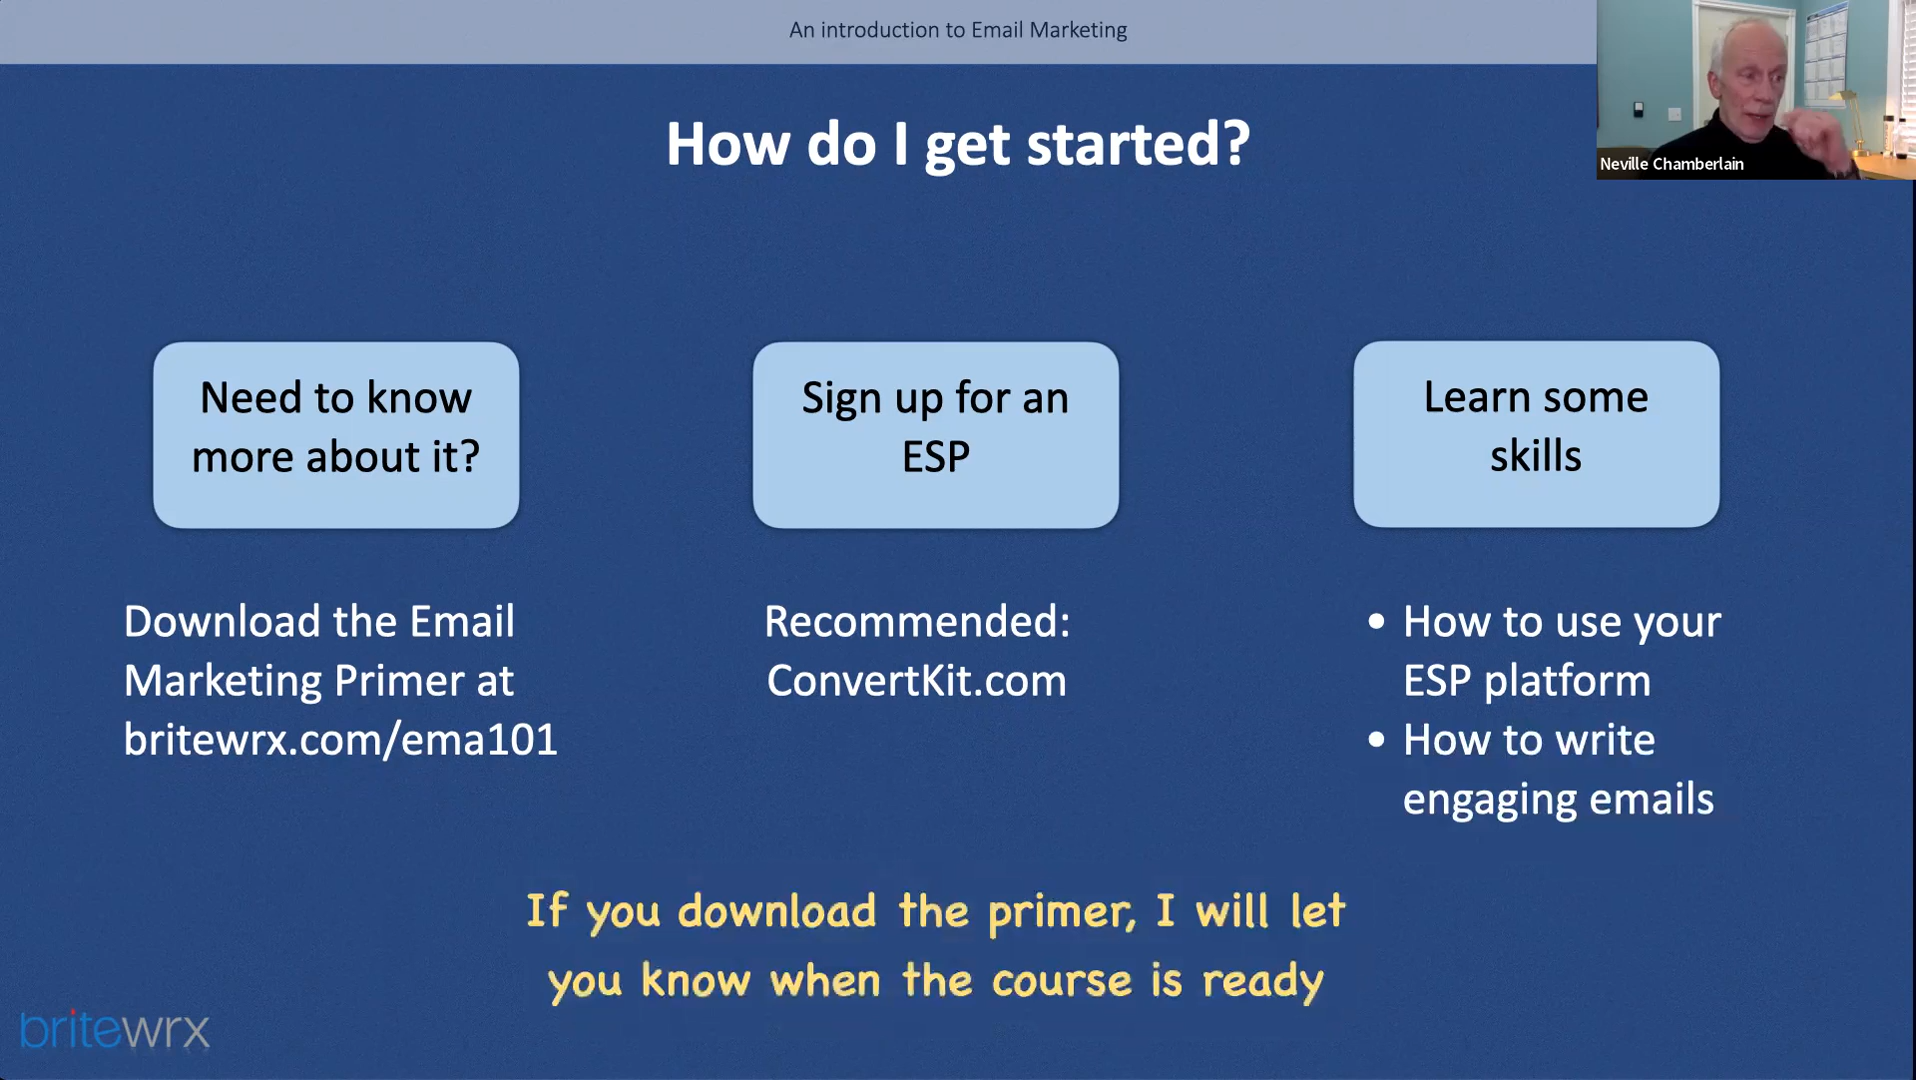 An introduction to Email Marketing
Neville Chamberlain
How do I get started?
Need to know
more about it?
Download the Email
Marketing Primer at
britewrx.com/ema101
Sign up for an
ESP
Recommended:
ConvertKit.com
Learn some
skills
• How to use your
ESP platform
• How to write
engaging emails
If you download the primer, I will let
you know when the course is ready
britewrx